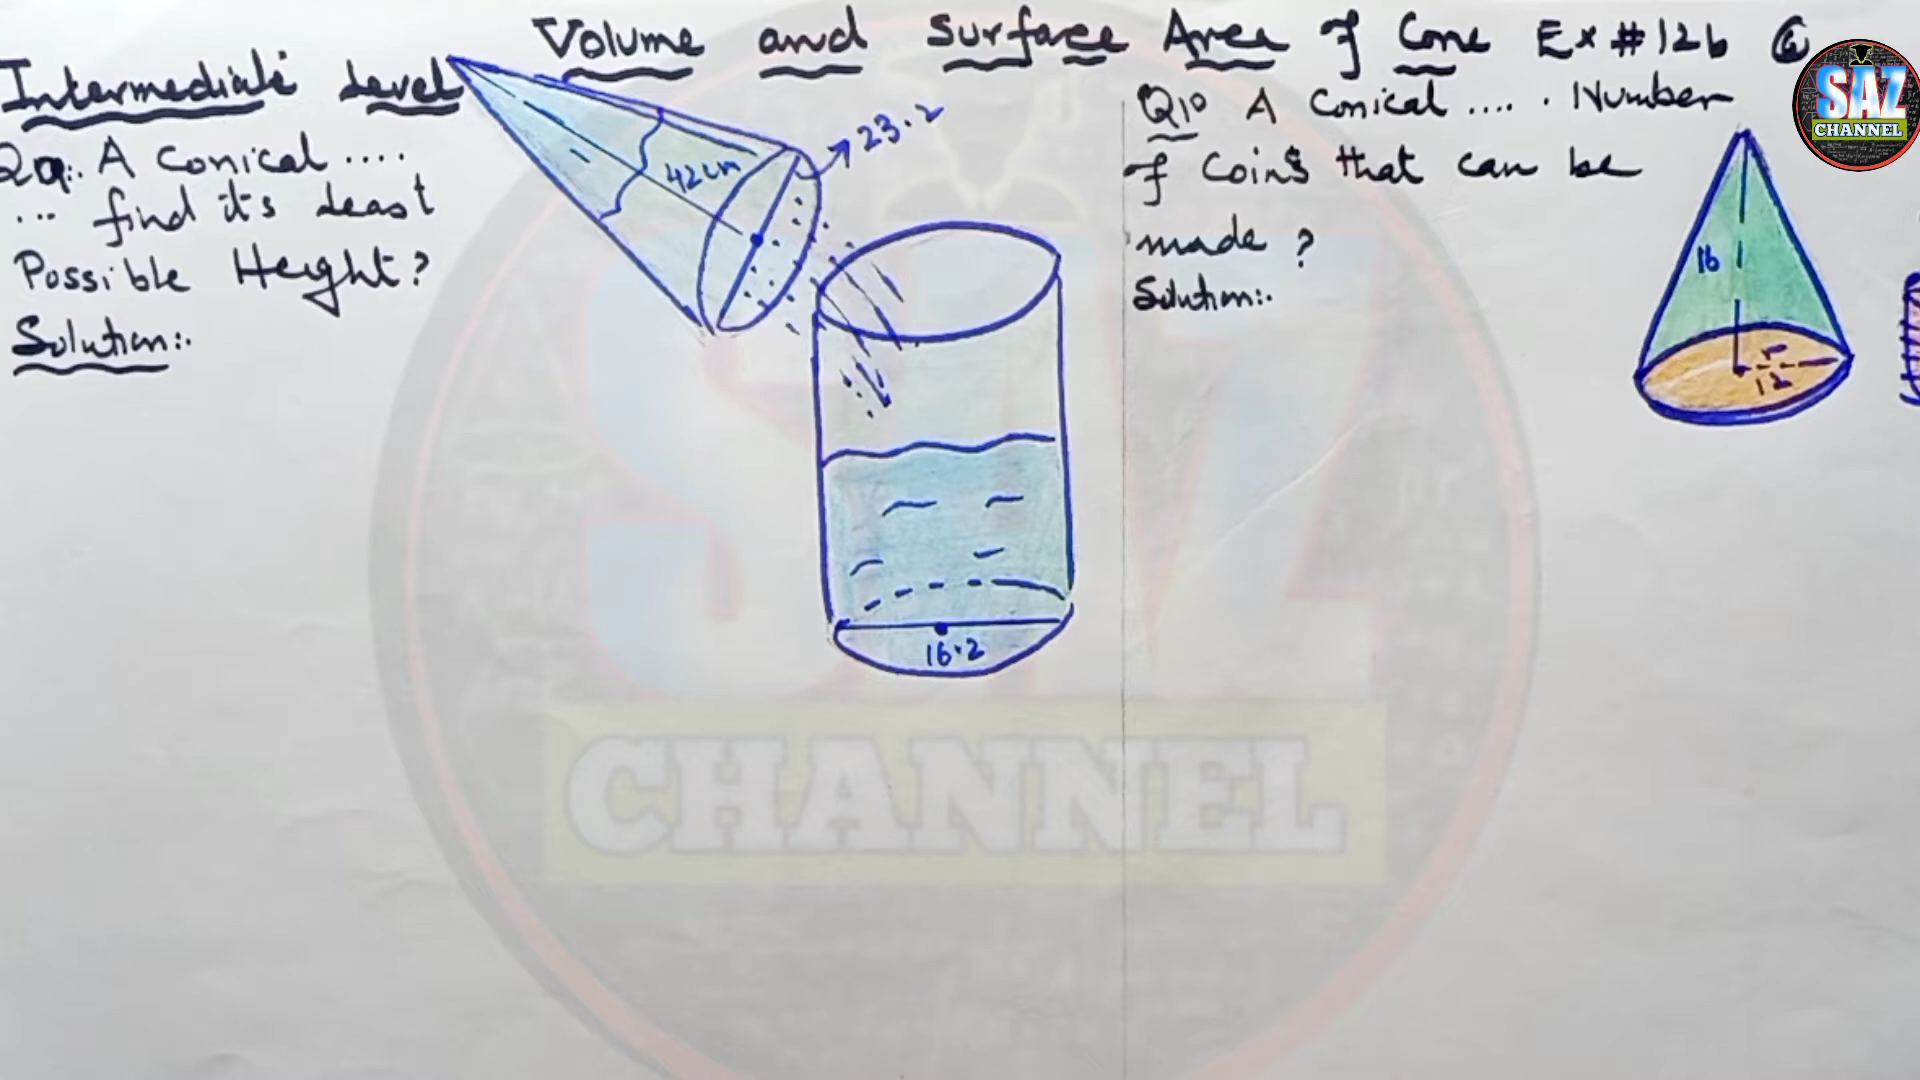 Volume and Surface Area of Cone Ex #12b 6
Intermediate Level
Q9:. A Conical ....
... find it's least
Possible Height?
Solution:.
42cm
23.2
16.2
Q10 A Conical .... . Number
of Coins that can be
made ?
Solution:.
16
r
12
SAZ
CHANNEL
SAZ
CHANNEL